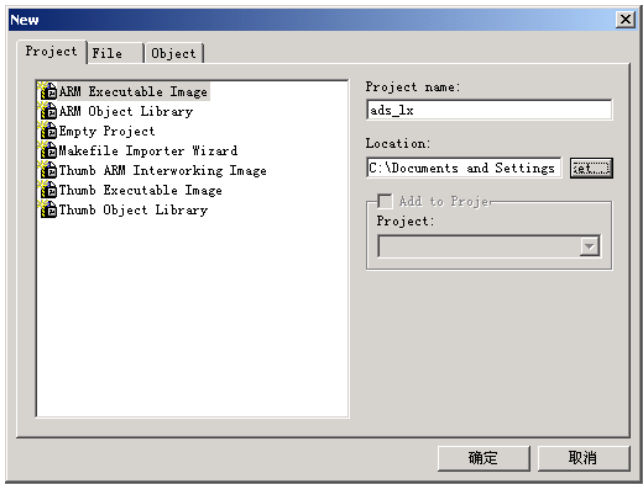 New
Project File Object
ARM Executable Image
ARM Object Library
Empty Project
Makefile Importer Wizard
Thumb ARM Interworking Image
Thumb Executable Image
Thumb Object Library
Project name:
ads_lx
Location:
C:\Documents and Settings
Add to Proje
Project:
确定 取消